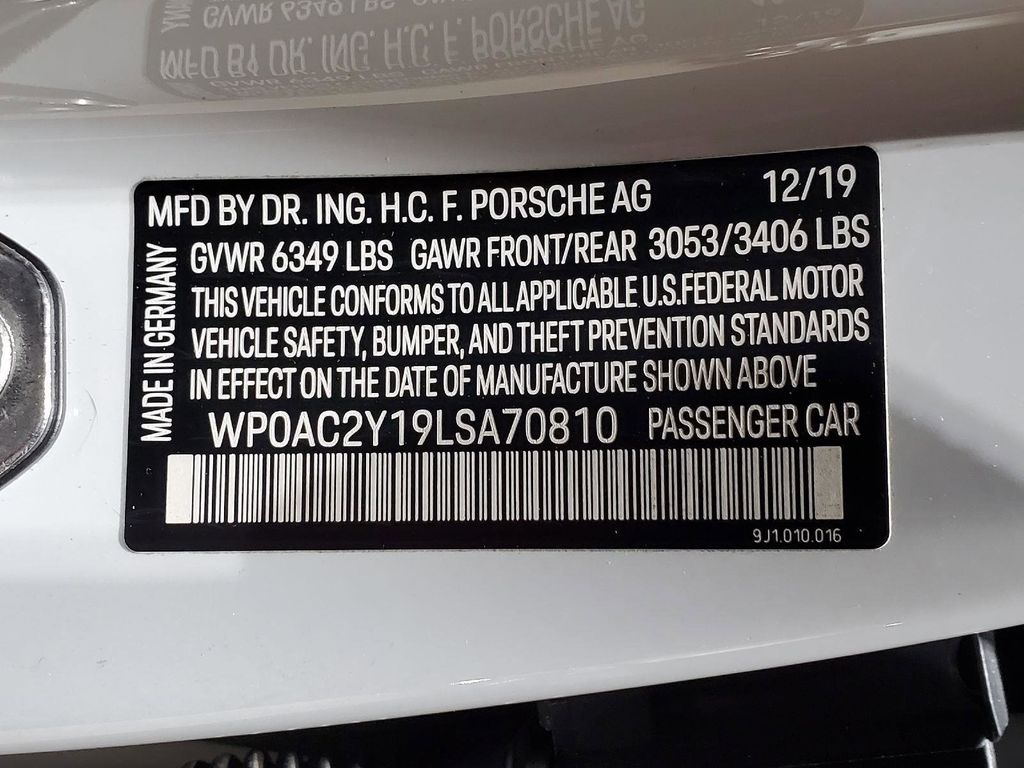 MFD BY DR. ING. H.C. F. PORSCHE AG 12/19
GVWR 6349 LBS GAWR FRONT/REAR 3053/3406 LBS
THIS VEHICLE CONFORMS TO ALL APPLICABLE U.S.FEDERAL MOTOR
VEHICLE SAFETY, BUMPER, AND THEFT PREVENTION STANDARDS
IN EFFECT ON THE DATE OF MANUFACTURE SHOWN ABOVE
WP0AC2Y19LSA70810 PASSENGER CAR
MADE IN GERMANY
9J1.010.016